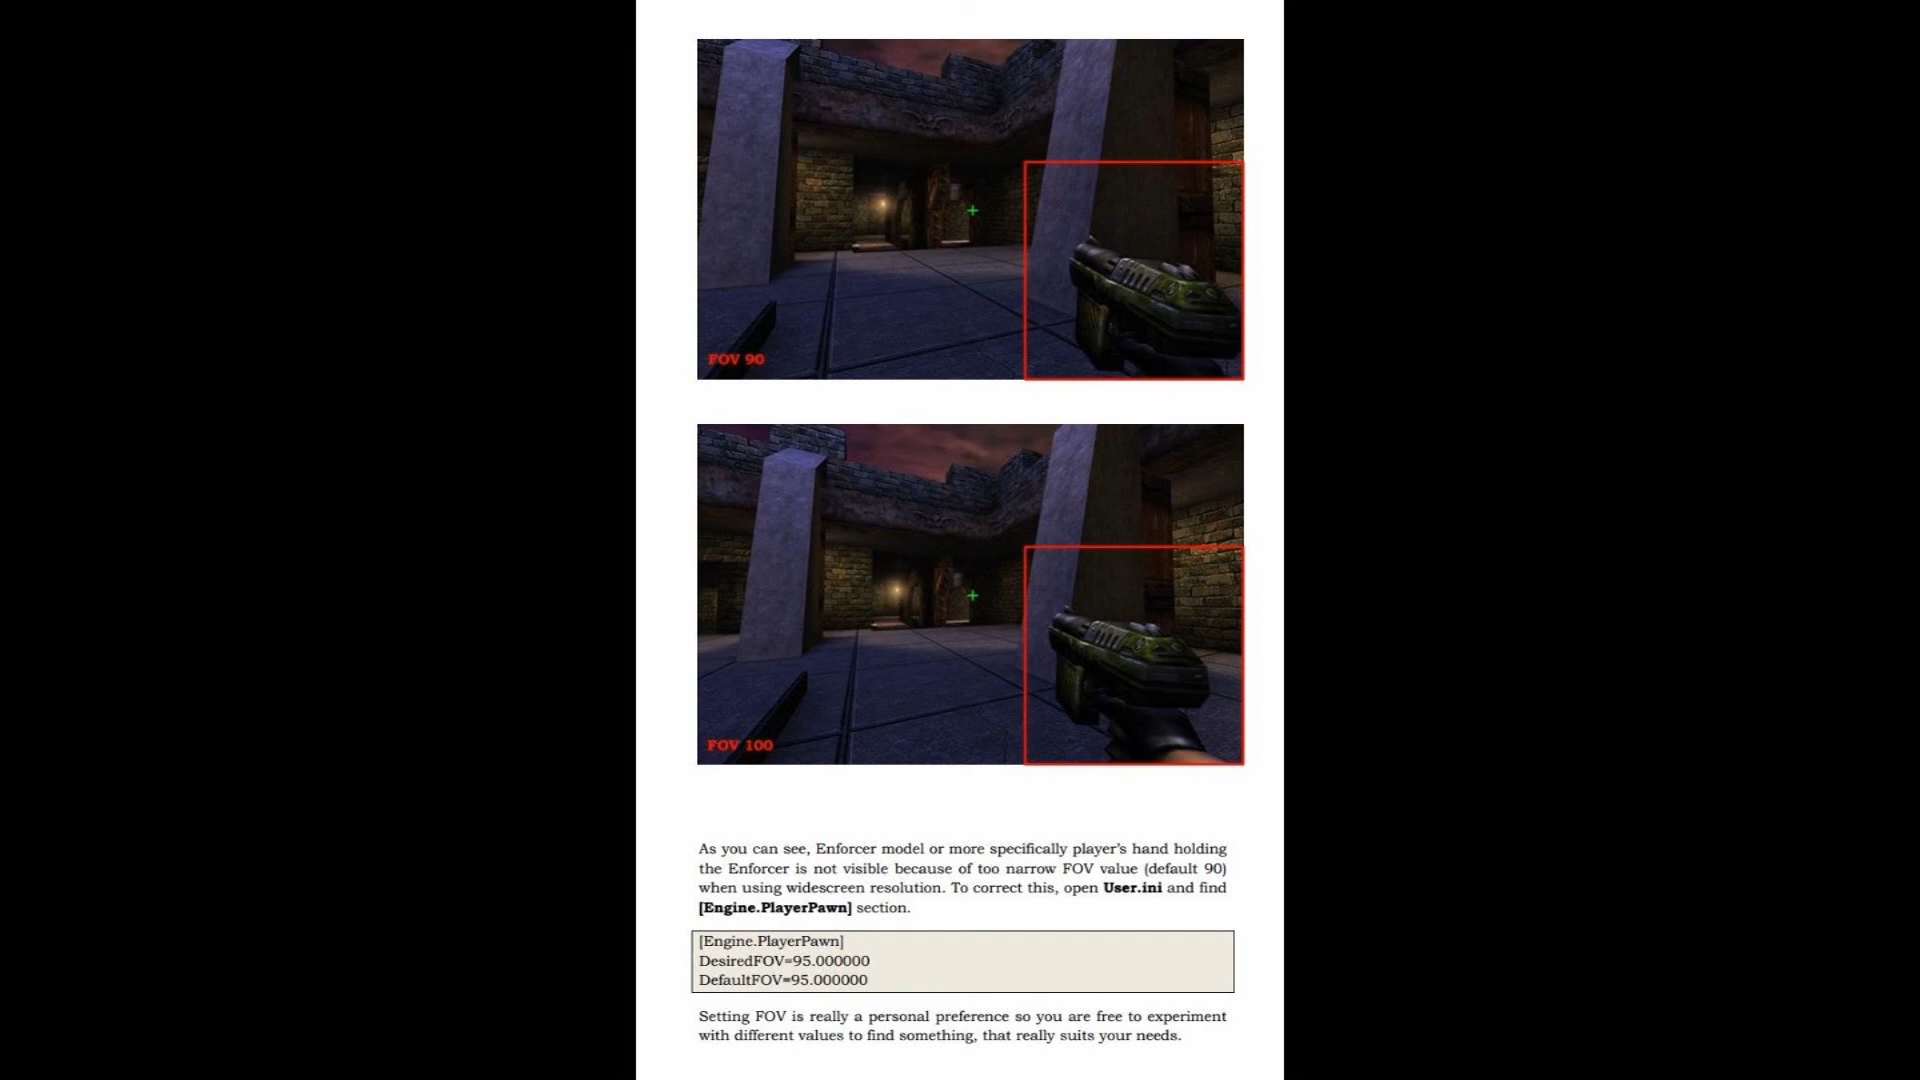 FOV 90
FOV 100
As you can see, Enforcer model or more specifically player's hand holding
the Enforcer is not visible because of too narrow FOV value (default 90)
when using widescreen resolution. To correct this, open User.ini and find
[Engine.PlayerPawn] section.
[Engine.PlayerPawn]
DesiredFOV=95.000000
DefaultFOV=95.000000
Setting FOV is really a personal preference so you are free to experiment
with different values to find something, that really suits your needs.